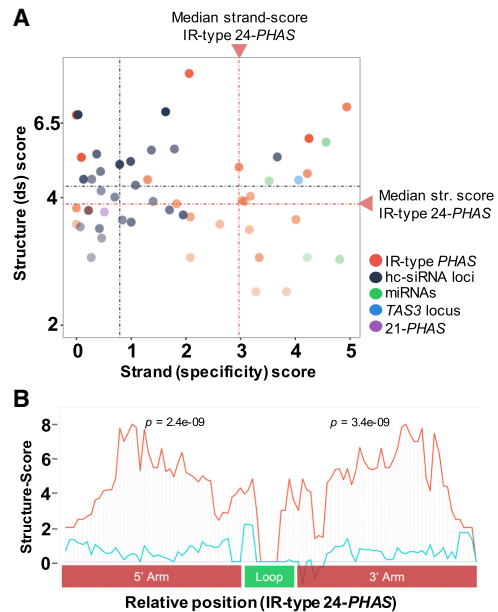 A
Median strand-score
IR-type 24-PHAS
Structure (ds) score
6.5
4
2
Median str. score
IR-type 24-PHAS
IR-type PHAS
hc-siRNA loci
miRNAs
TAS3 locus
21-PHAS
0 1 2 3 4 5
Strand (specificity) score
B
Structure-Score
8
6
4
2
0
p = 2.4e-09 p = 3.4e-09
5' Arm Loop 3' Arm
Relative position (IR-type 24-PHAS)